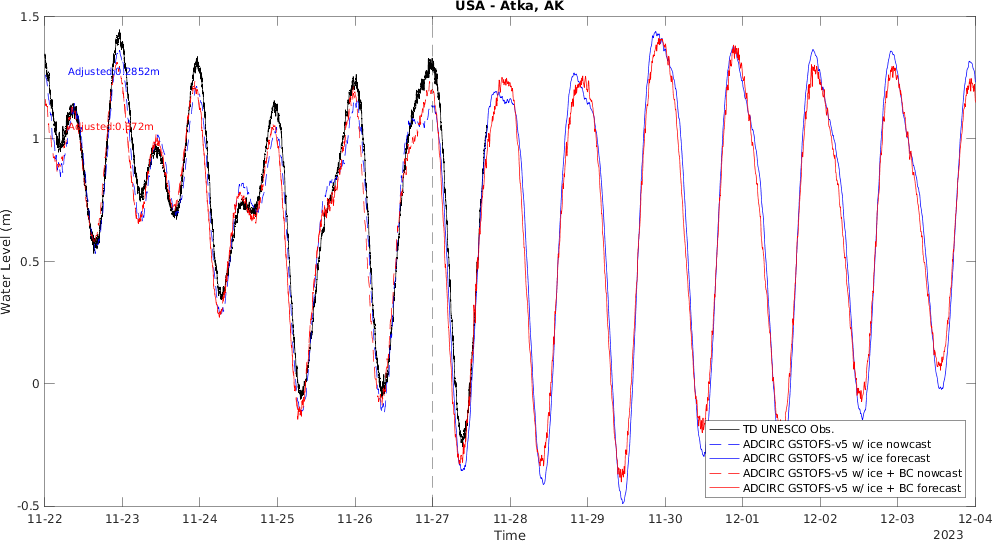 USA - Atka, AK
1.5
1
0.5
0
-0.5
Water Level (m)
Adjusted:0.2852m
11-22
11-23
11-24
11-25
11-26
11-27
11-28
11-29
11-30
12-01
12-02
12-03
12-04
Time
2023
TD UNESCO Obs.
ADCIRC GSTOFS-v5 w/ ice nowcast
ADCIRC GSTOFS-v5 w/ ice forecast
ADCIRC GSTOFS-v5 w/ ice + BC nowcast
ADCIRC GSTOFS-v5 w/ ice + BC forecast